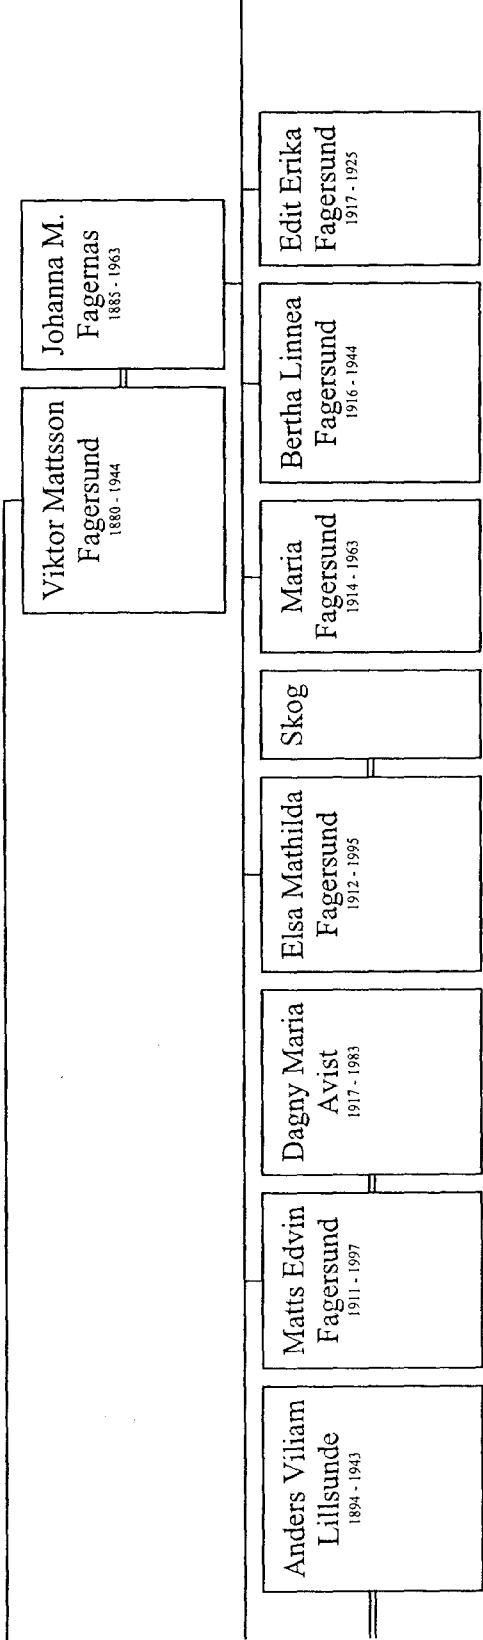 Viktor Mattsson
Fagersund
1880 - 1944
Johanna M.
Fagernas
1885 - 1963
Anders Viliam
Lillsunde
1894 - 1943
Matts Edvin
Fagersund
1911 - 1997
Dagny Maria
Avist
1917 - 1983
Elsa Mathilda
Fagersund
1912 - 1995
Skog
Maria
Fagersund
1914 - 1963
Bertha Linnea
Fagersund
1916 - 1944
Edit Erika
Fagersund
1917 - 1925